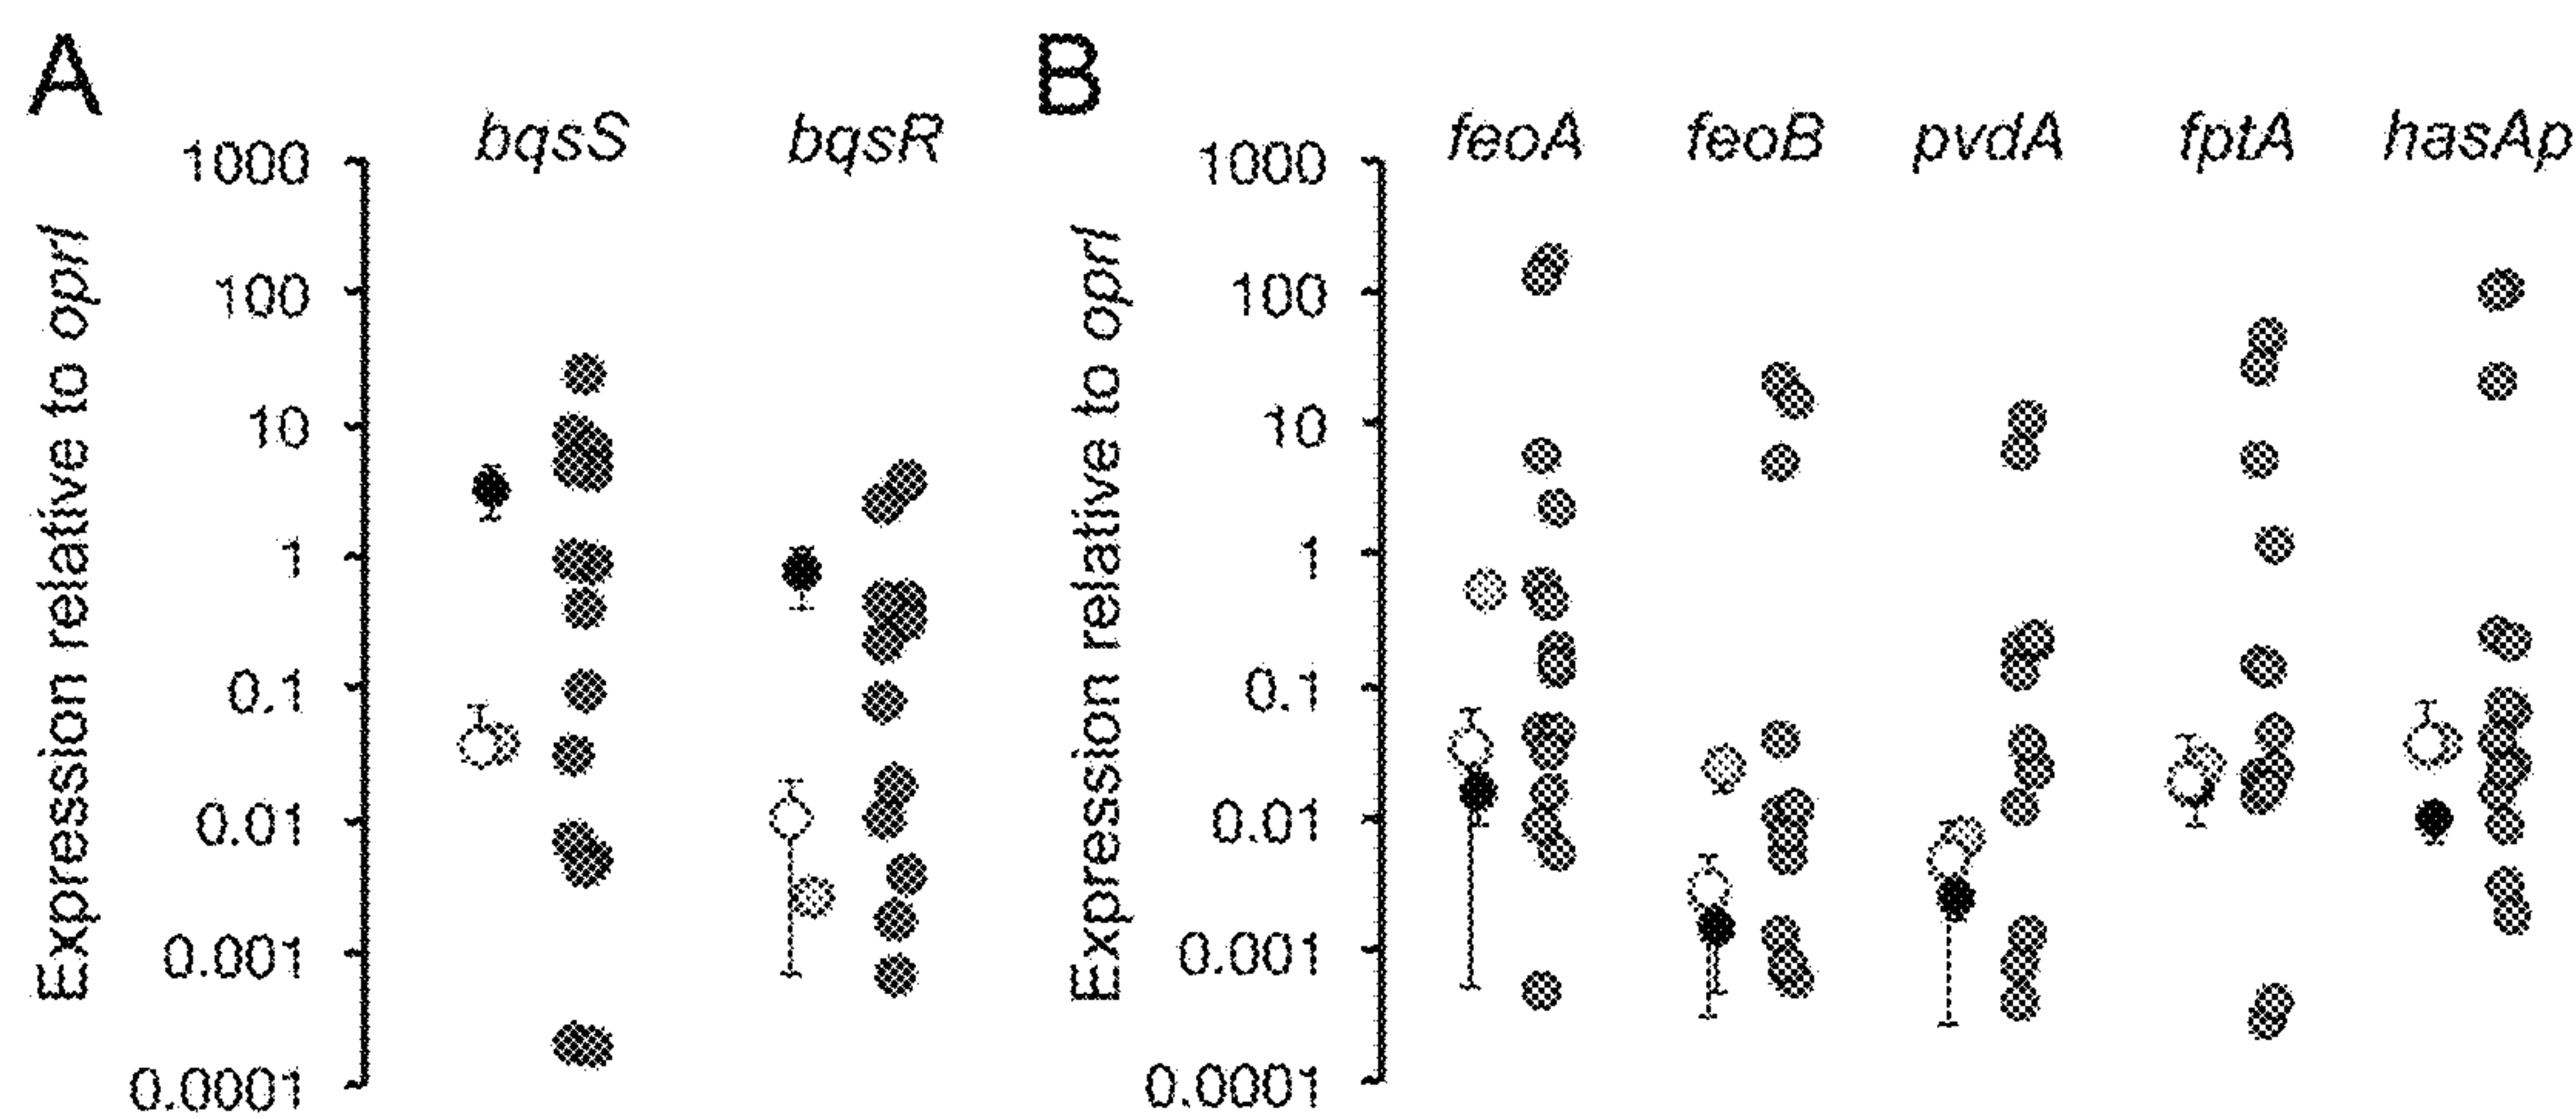 A
bqsS bqsR
Expression relative to oprI
1000
100
10
1
0.1
0.01
0.001
0.0001
B
feoA feoB pvdA fptA hasAp
Expression relative to oprI
1000
100
10
1
0.1
0.01
0.001
0.0001